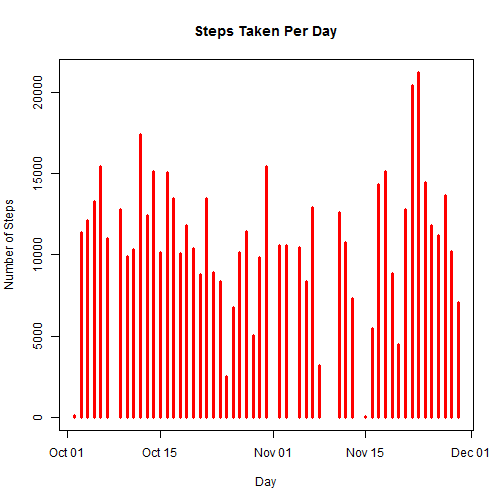 Steps Taken Per Day
Number of Steps
20000
15000
10000
5000
0
Oct 01 Oct 15 Nov 01 Nov 15 Dec 01
Day